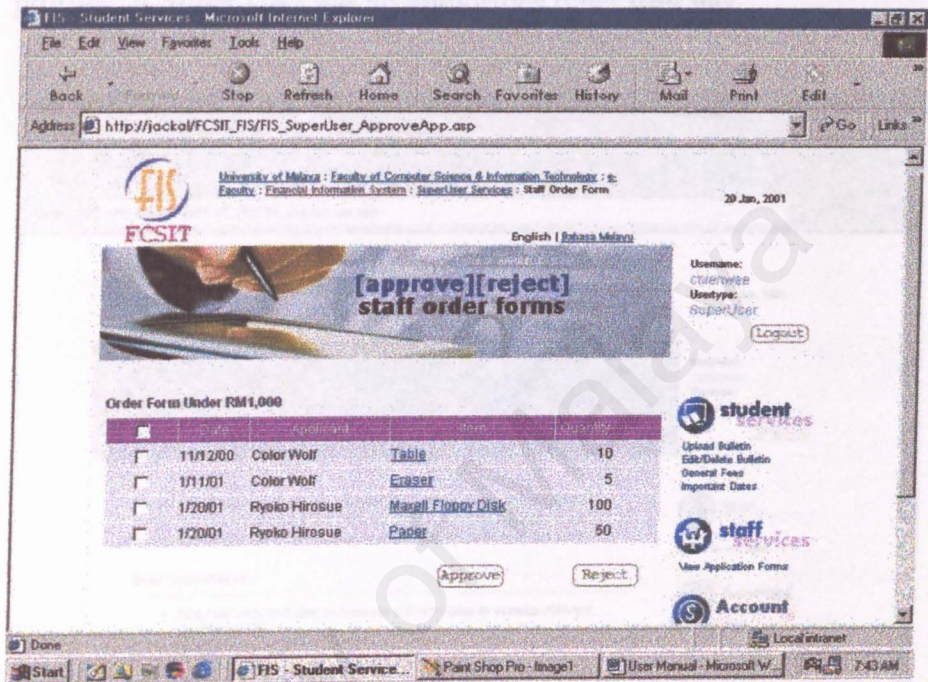 FIS - Student Services - Microsoft Internet Explorer
File Edit View Favorites Tools Help
Back Forward Stop Refresh Home Search Favorites History Mail Print Edit »
Address http://jackal/FCSIT_FIS/FIS_SuperUser_ApproveApp.asp Go Links »
FIS
FCSIT
University of Malaya : Faculty of Computer Science & Information Technology : e-
Faculty : Financial Information System : SuperUser Services : Staff Order Form
20 Jan, 2001
English | Bahasa Melayu
[approve][reject]
staff order forms
Username:
Usertype:
SuperUser
Logout
Order Form Under RM1,000
Date Applicant Item Quantity
11/12/00 Color Wolf Table 10
1/11/01 Color Wolf Eraser 5
1/20/01 Ryoko Hirosue Maxell Floppy Disk 100
1/20/01 Ryoko Hirosue Paper 50
Approve Reject
student
services
Upload Bulletin
Edit/Delete Bulletin
General Fees
Important Dates
staff
services
View Application Forms
Account
Done Local intranet
Start FIS - Student Service... Paint Shop Pro - Image1 User Manual - Microsoft W... 7:43 AM
of Malaya